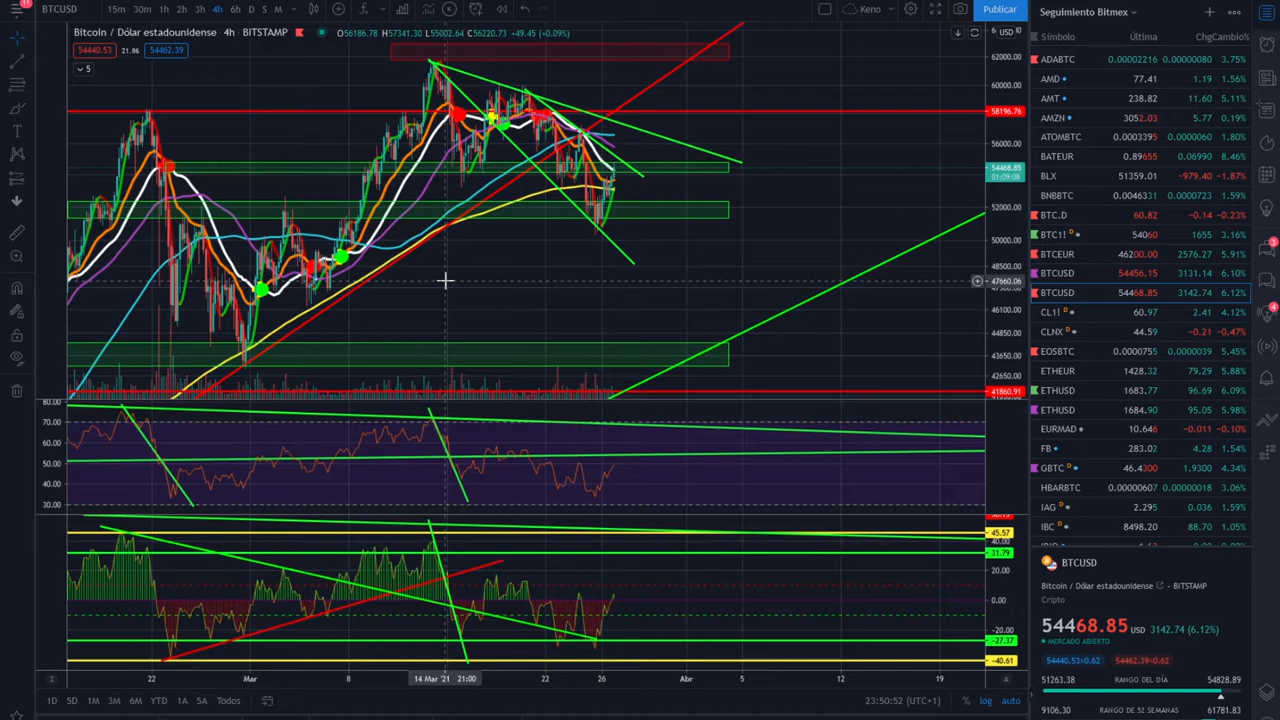 11
BTCUSD 15m 30m 1h 2h 3h 4h 6h D S M Keno Publicar
Bitcoin / Dólar estadounidense 4h BITSTAMP O56186.78 H57341.30 L55002.64 C56220.73 +49.45 (+0.09%) USD
54440.53 21.86 54462.39
5
60000.00
58196.76
56000.00
54468.85
01:09:08
52000.00
50000.00
48500.00
47660.06
46100.00
44850.00
43650.00
42650.00
41860.91
80.00
70.00
50.00
40.00
30.00
45.57
40.00
31.79
20.00
0.00
-20.00
-27.37
-40.61
22 Mar 8 14 Mar '21 21:00 22 26 Abr 5 12 19
1D 5D 1M 3M 6M YTD 1A 5A Todos 23:50:52 (UTC+1) % log auto
Seguimiento Bitmex
Símbolo Última Chg Cambio%
ADABTC 0.00002216 0.00000080 3.75%
AMD 77.41 1.19 1.56%
AMT 238.82 11.60 5.11%
AMZN 3052.03 5.77 0.19%
ATOMBTC 0.0003395 0.0000060 1.80%
BATEUR 0.89655 0.06990 8.46%
BLX 51359.01 -979.40 -1.87%
BNBBTC 0.0046331 0.0000727 1.59%
BTC.D 60.82 -0.14 -0.23%
BTC1! D 54060 1655 3.16%
BTCEUR 46200.00 2576.27 5.91%
BTCUSD 54456.15 3131.14 6.10%
BTCUSD 54468.85 3142.74 6.12%
CL1! D 60.97 2.41 4.12%
CLNX D 44.59 -0.21 -0.47%
EOSBTC 0.0000755 0.0000039 5.45%
ETHEUR 1428.32 79.29 5.88%
ETHUSD 1683.77 96.69 6.09%
ETHUSD 1684.90 95.05 5.98%
EURMAD 10.646 -0.011 -0.10%
FB 283.02 4.28 1.54%
GBTC D 46.4300 1.9300 4.34%
HBARBTC 0.00000607 0.00000018 3.06%
IAG D 2.295 0.036 1.59%
IBC D 8498.20 88.70 1.05%
BTCUSD
Bitcoin / Dólar estadounidense - BITSTAMP
Cripto
54468.85 USD 3142.74 (6.12%)
MERCADO ABIERTO
54440.53×0.62 54462.39×0.62
51263.38 RANGO DEL DÍA 54828.89
9106.30 RANGO DE 52 SEMANAS 61781.83
3
4